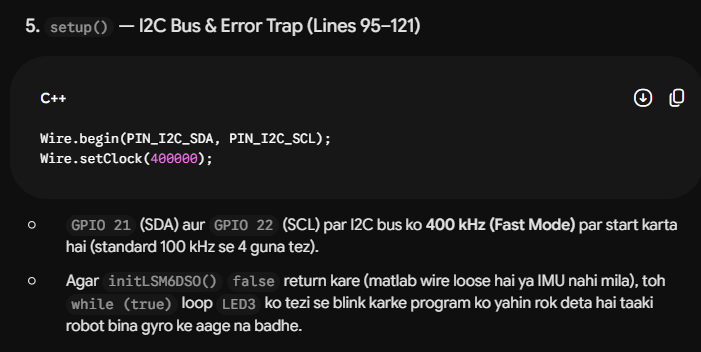 5. setup() — I2C Bus & Error Trap (Lines 95–121)
C++
Wire.begin(PIN_I2C_SDA, PIN_I2C_SCL);
Wire.setClock(400000);
GPIO 21 (SDA) aur GPIO 22 (SCL) par I2C bus ko 400 kHz (Fast Mode) par start karta
hai (standard 100 kHz se 4 guna tez).
Agar initLSM6DSO() false return kare (matlab wire loose hai ya IMU nahi mila), toh
while (true) loop LED3 ko tezi se blink karke program ko yahin rok deta hai taaki
robot bina gyro ke aage na badhe.